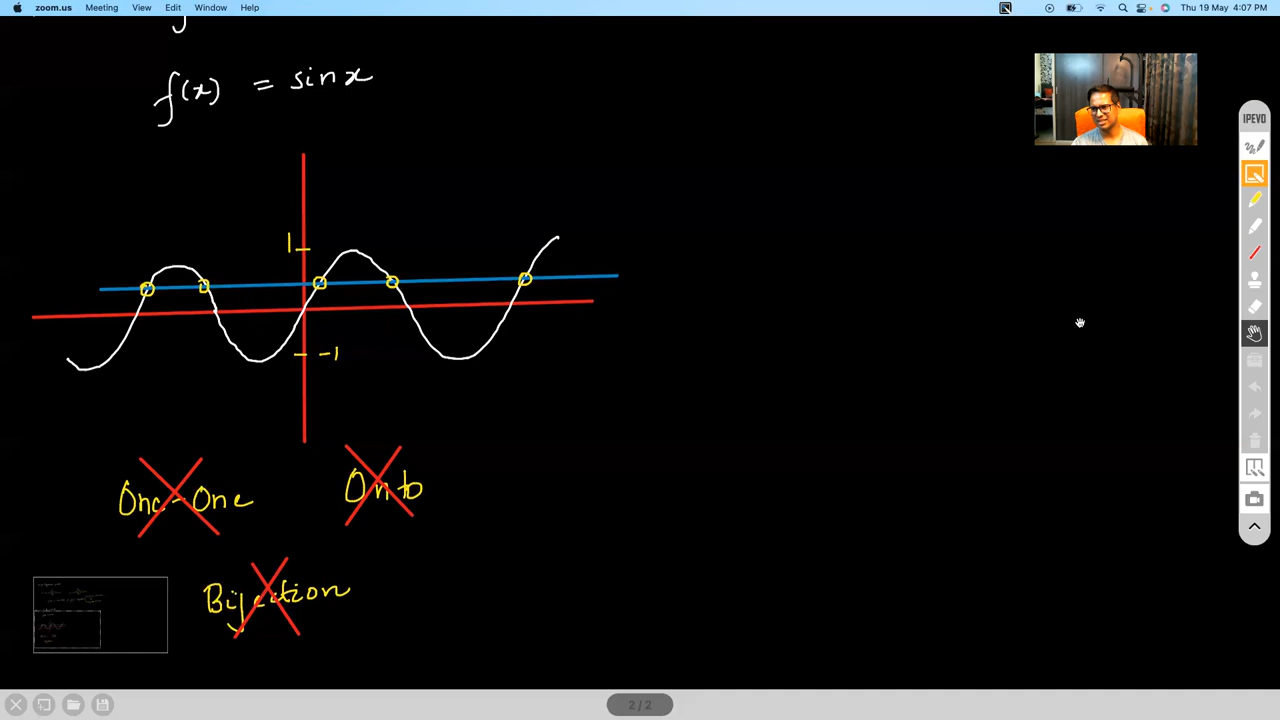 zoom.us Meeting View Edit Window Help Thu 19 May 4:07 PM
f(x) = sin x
IPEVO
1
-1
One-One Onto
Bijection
2 / 2